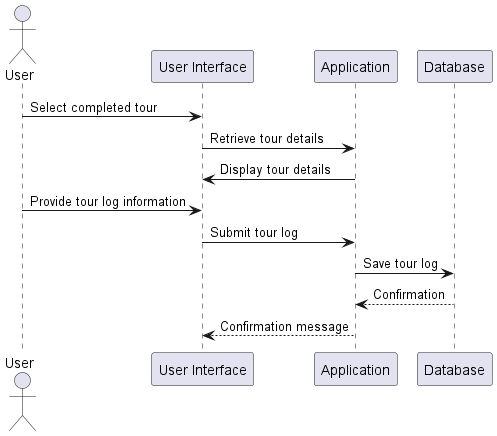 User
User Interface
Application
Database
Select completed tour
Retrieve tour details
Display tour details
Provide tour log information
Submit tour log
Save tour log
Confirmation
Confirmation message
User
User Interface
Application
Database